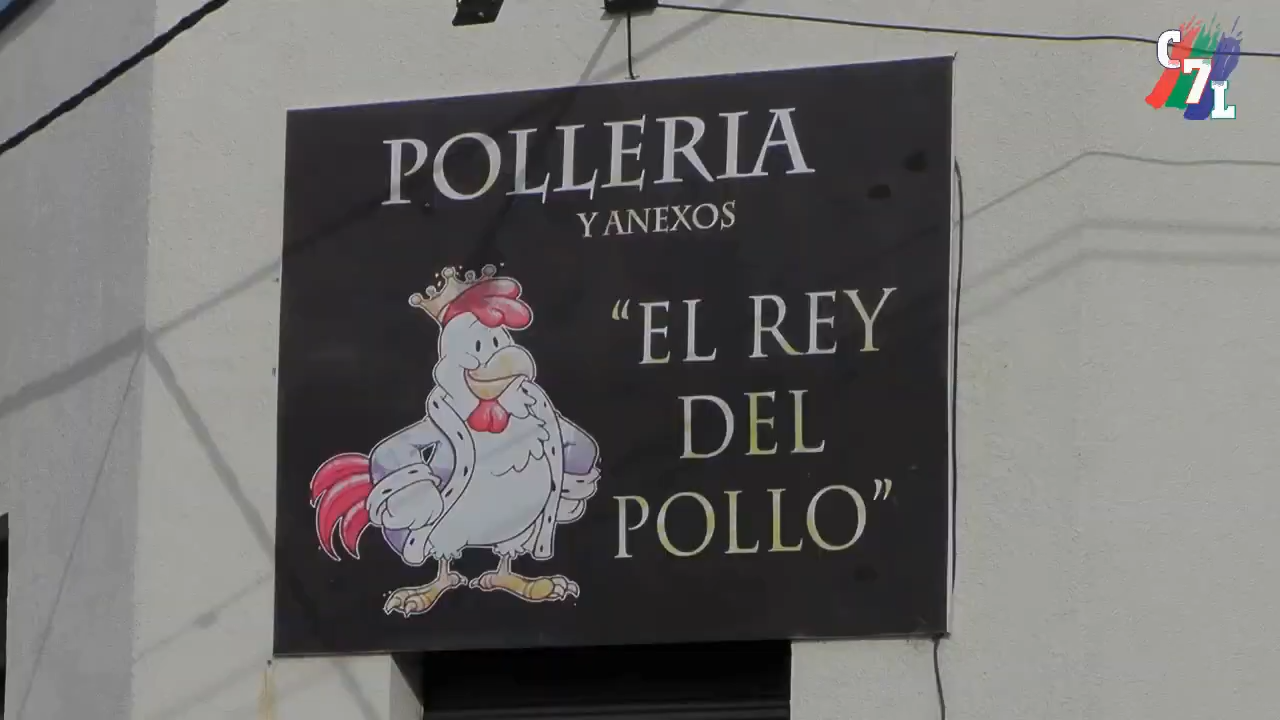 C7L
POLLERIA
Y ANEXOS
“EL REY
DEL
POLLO”